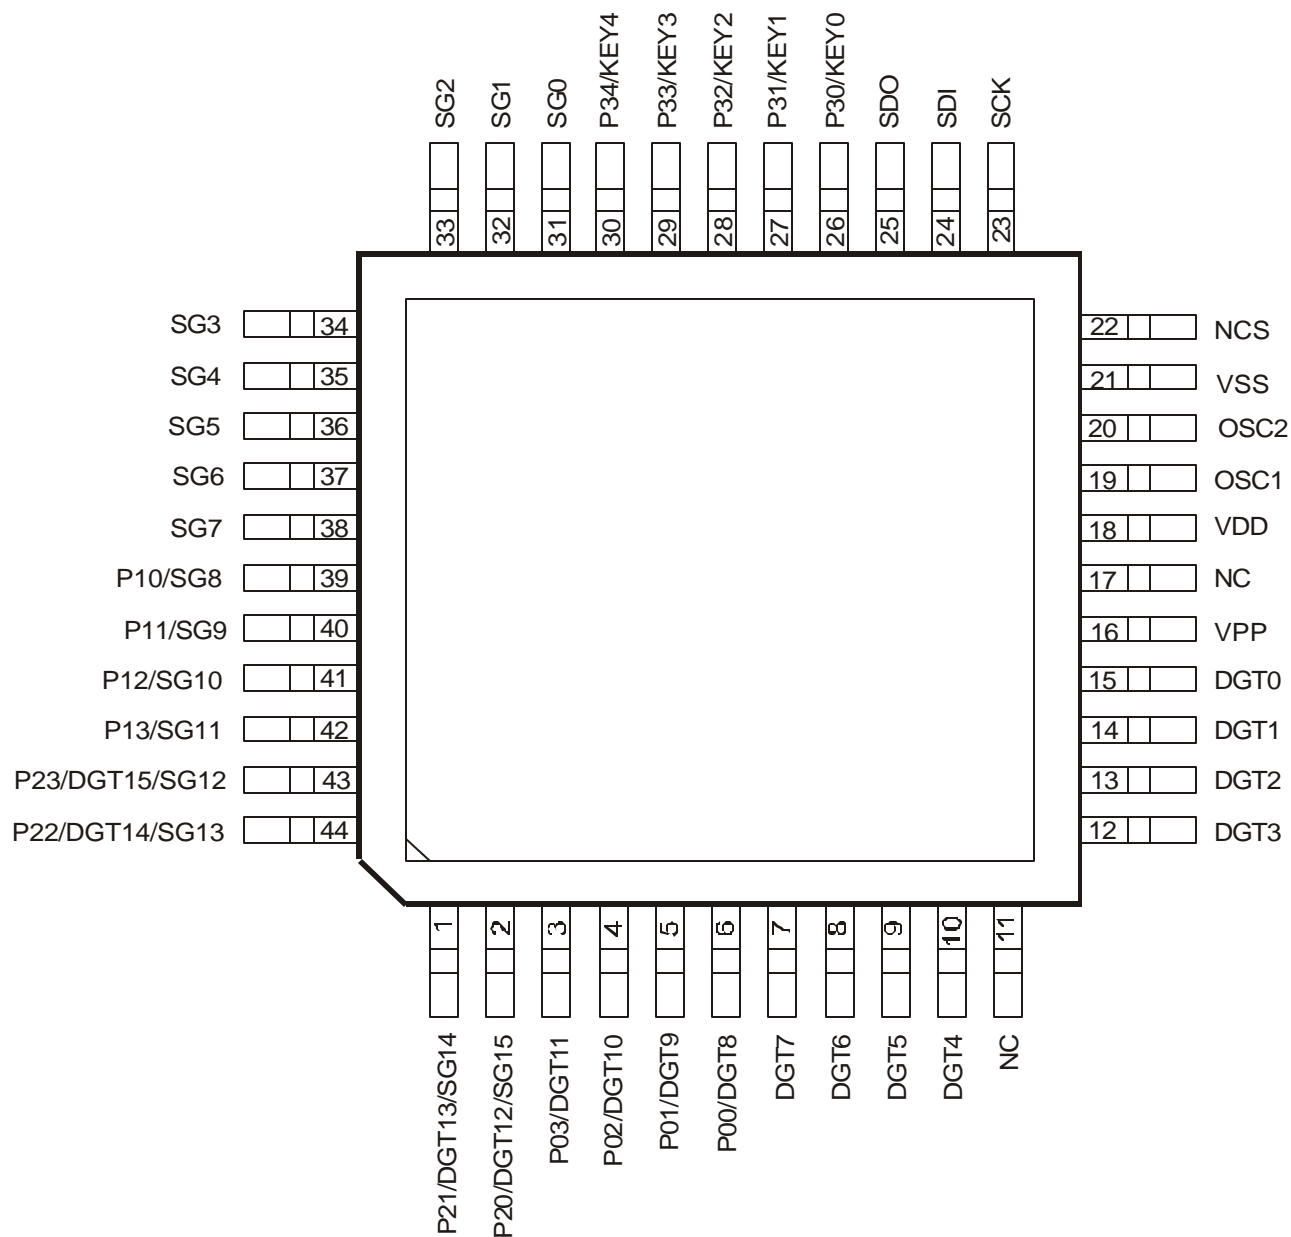 SG2
SG1
SG0
P34/KEY4
P33/KEY3
P32/KEY2
P31/KEY1
P30/KEY0
SDO
SDI
SCK
33
32
31
30
29
28
27
26
25
24
23
SG3 34
SG4 35
SG5 36
SG6 37
SG7 38
P10/SG8 39
P11/SG9 40
P12/SG10 41
P13/SG11 42
P23/DGT15/SG12 43
P22/DGT14/SG13 44
22 NCS
21 VSS
20 OSC2
19 OSC1
18 VDD
17 NC
16 VPP
15 DGT0
14 DGT1
13 DGT2
12 DGT3
1
2
3
4
5
6
7
8
9
10
11
P21/DGT13/SG14
P20/DGT12/SG15
P03/DGT11
P02/DGT10
P01/DGT9
P00/DGT8
DGT7
DGT6
DGT5
DGT4
NC